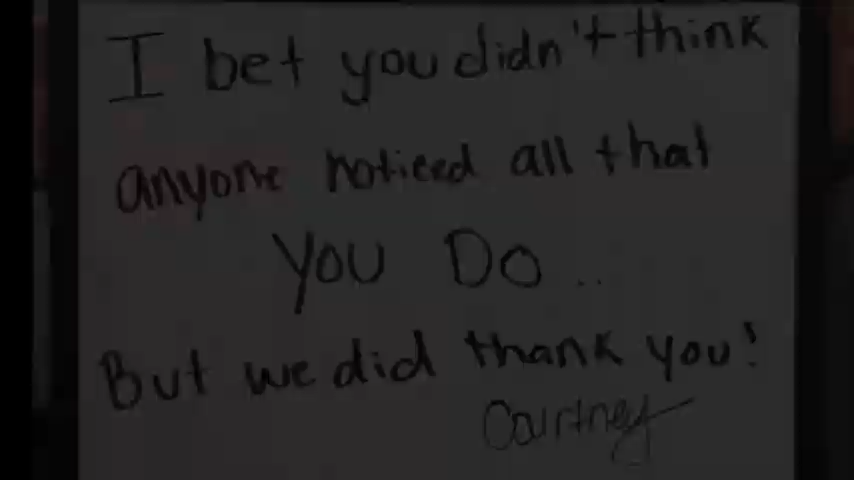 I bet you didn't think
anyone noticed all that
YOU DO..
But we did thank you!
Courtney